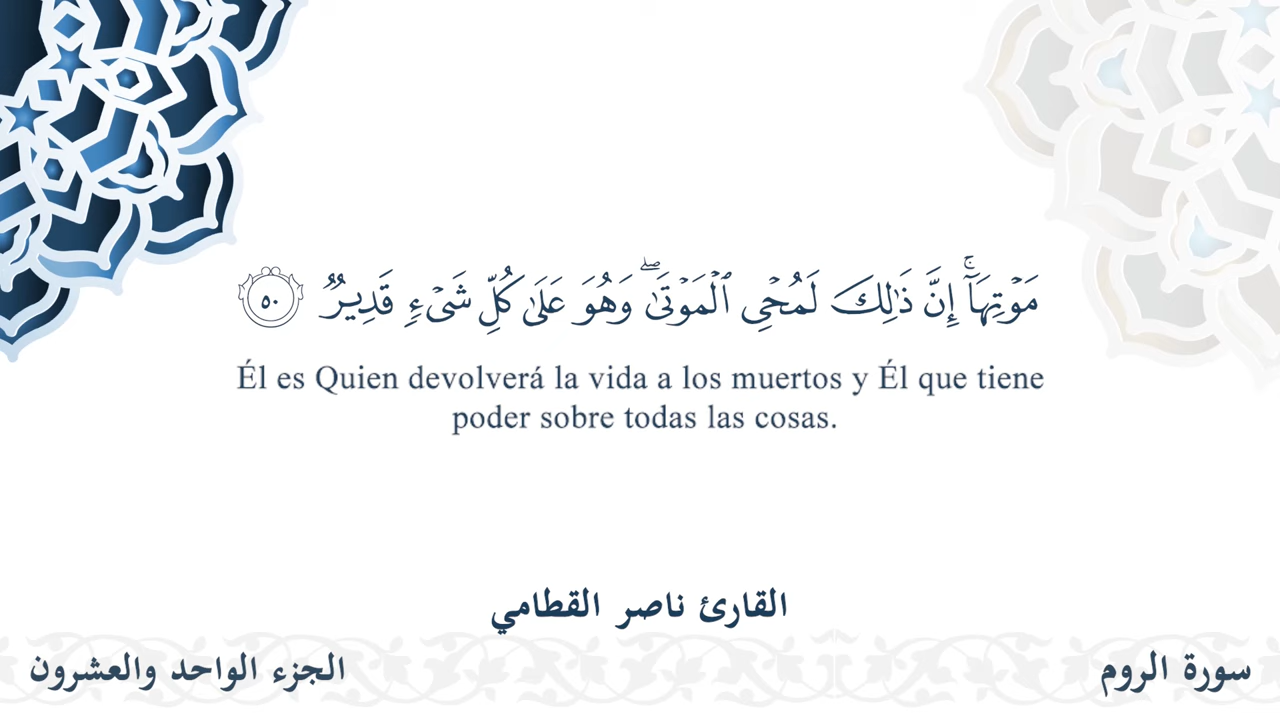 مَوۡتِهَآۚ إِنَّ ذَٰلِكَ لَمُحۡيِ ٱلۡمَوۡتَىٰۖ وَهُوَ عَلَىٰ كُلِّ شَيۡءٖ قَدِيرٞ ٥٠
Él es Quien devolverá la vida a los muertos y Él que tiene
poder sobre todas las cosas.
القارئ ناصر القطامي
سورة الروم
الجزء الواحد والعشرون